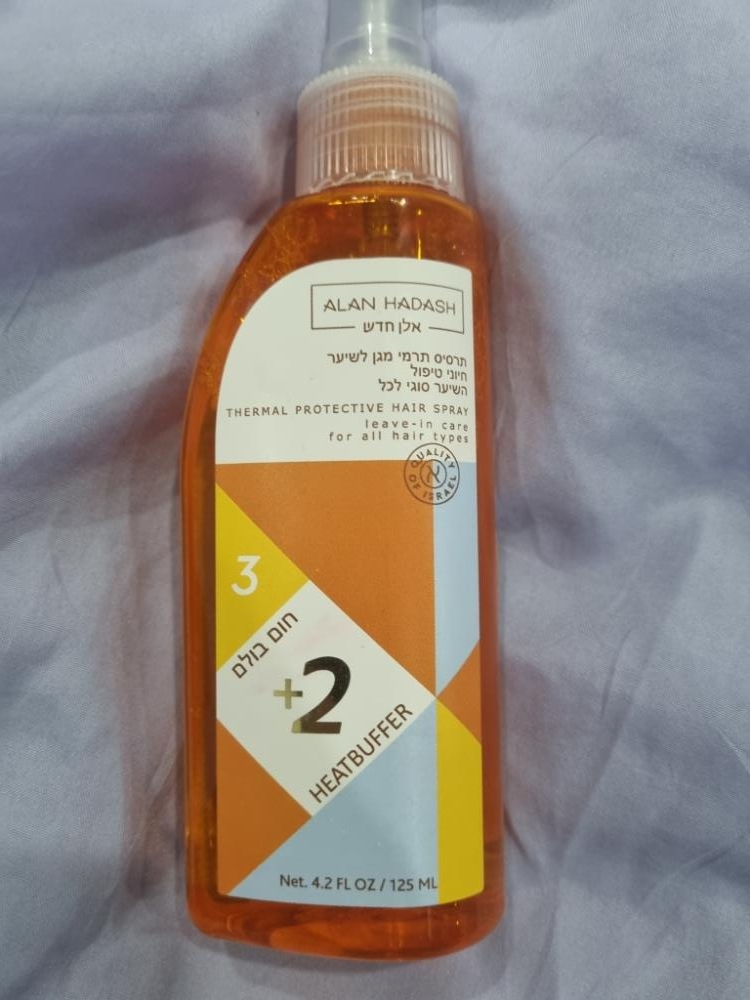 ALAN HADASH
אלן חדש
תרסיס תרמי מגן לשיער
חיוני טיפול
השיער סוגי לכל
THERMAL PROTECTIVE HAIR SPRAY
leave-in care
for all hair types
QUALITY OF ISRAEL
א
3
חום בולם
+2
HEATBUFFER
Net. 4.2 FL OZ / 125 ML